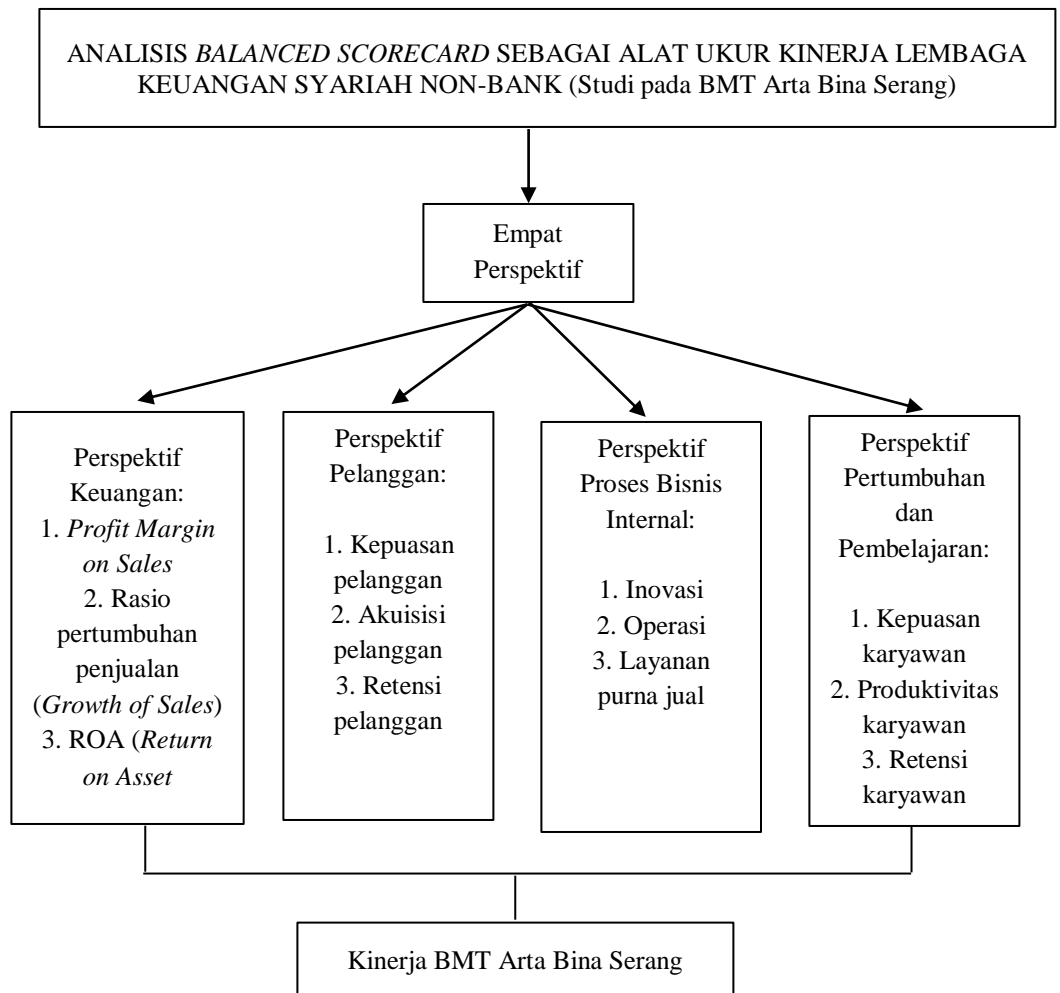 ANALISIS BALANCED SCORECARD SEBAGAI ALAT UKUR KINERJA LEMBAGA
KEUANGAN SYARIAH NON-BANK (Studi pada BMT Arta Bina Serang)
Empat
Perspektif
Perspektif
Keuangan:
1. Profit Margin
on Sales
2. Rasio
pertumbuhan
penjualan
(Growth of Sales)
3. ROA (Return
on Asset
Perspektif
Pelanggan:
1. Kepuasan
pelanggan
2. Akuisisi
pelanggan
3. Retensi
pelanggan
Perspektif
Proses Bisnis
Internal:
1. Inovasi
2. Operasi
3. Layanan
purna jual
Perspektif
Pertumbuhan
dan
Pembelajaran:
1. Kepuasan
karyawan
2. Produktivitas
karyawan
3. Retensi
karyawan
Kinerja BMT Arta Bina Serang